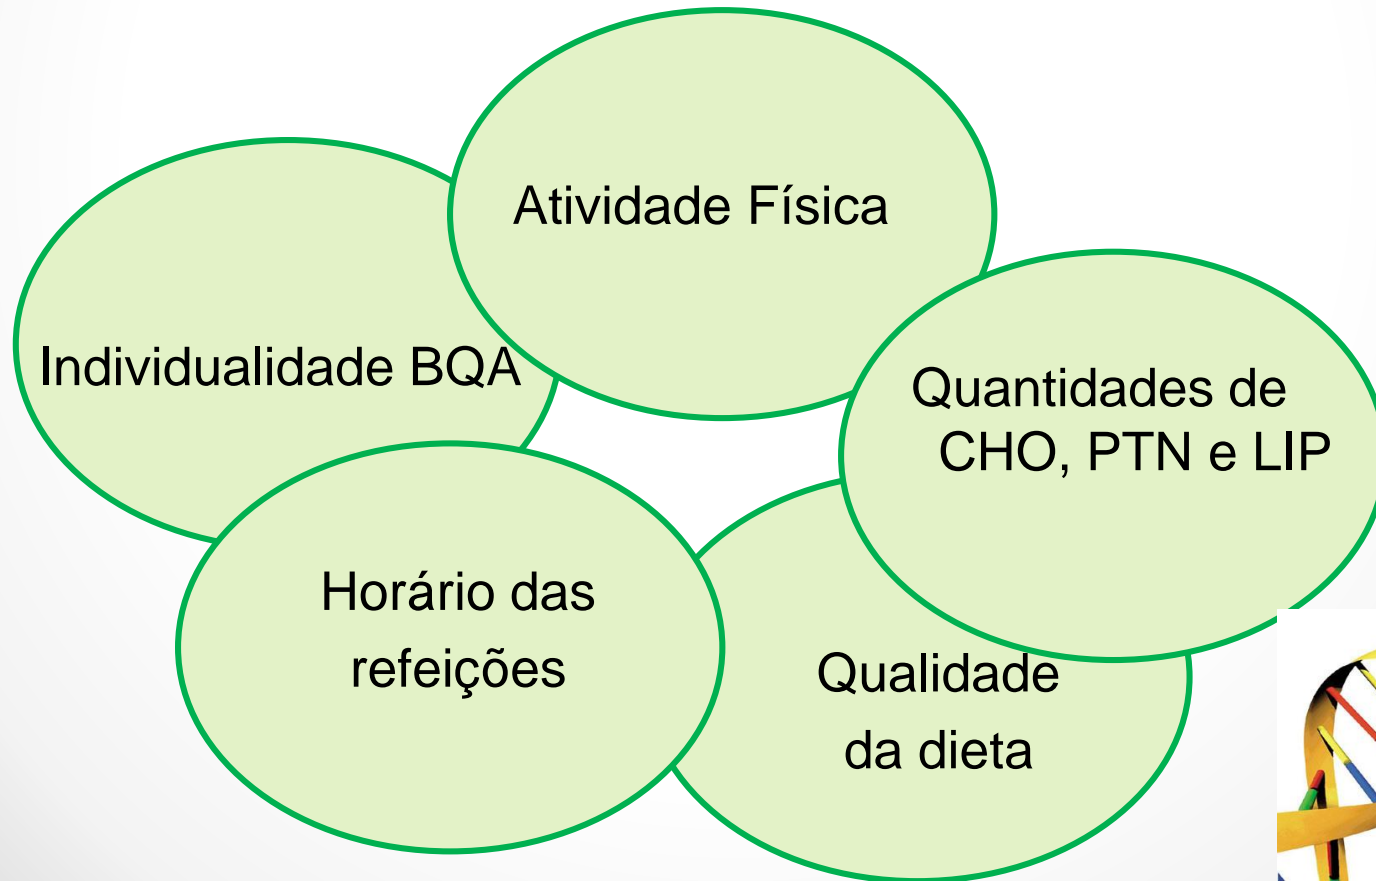 Atividade Física
Individualidade BQA
Quantidades de
CHO, PTN e LIP
Horário das
refeições
Qualidade
da dieta